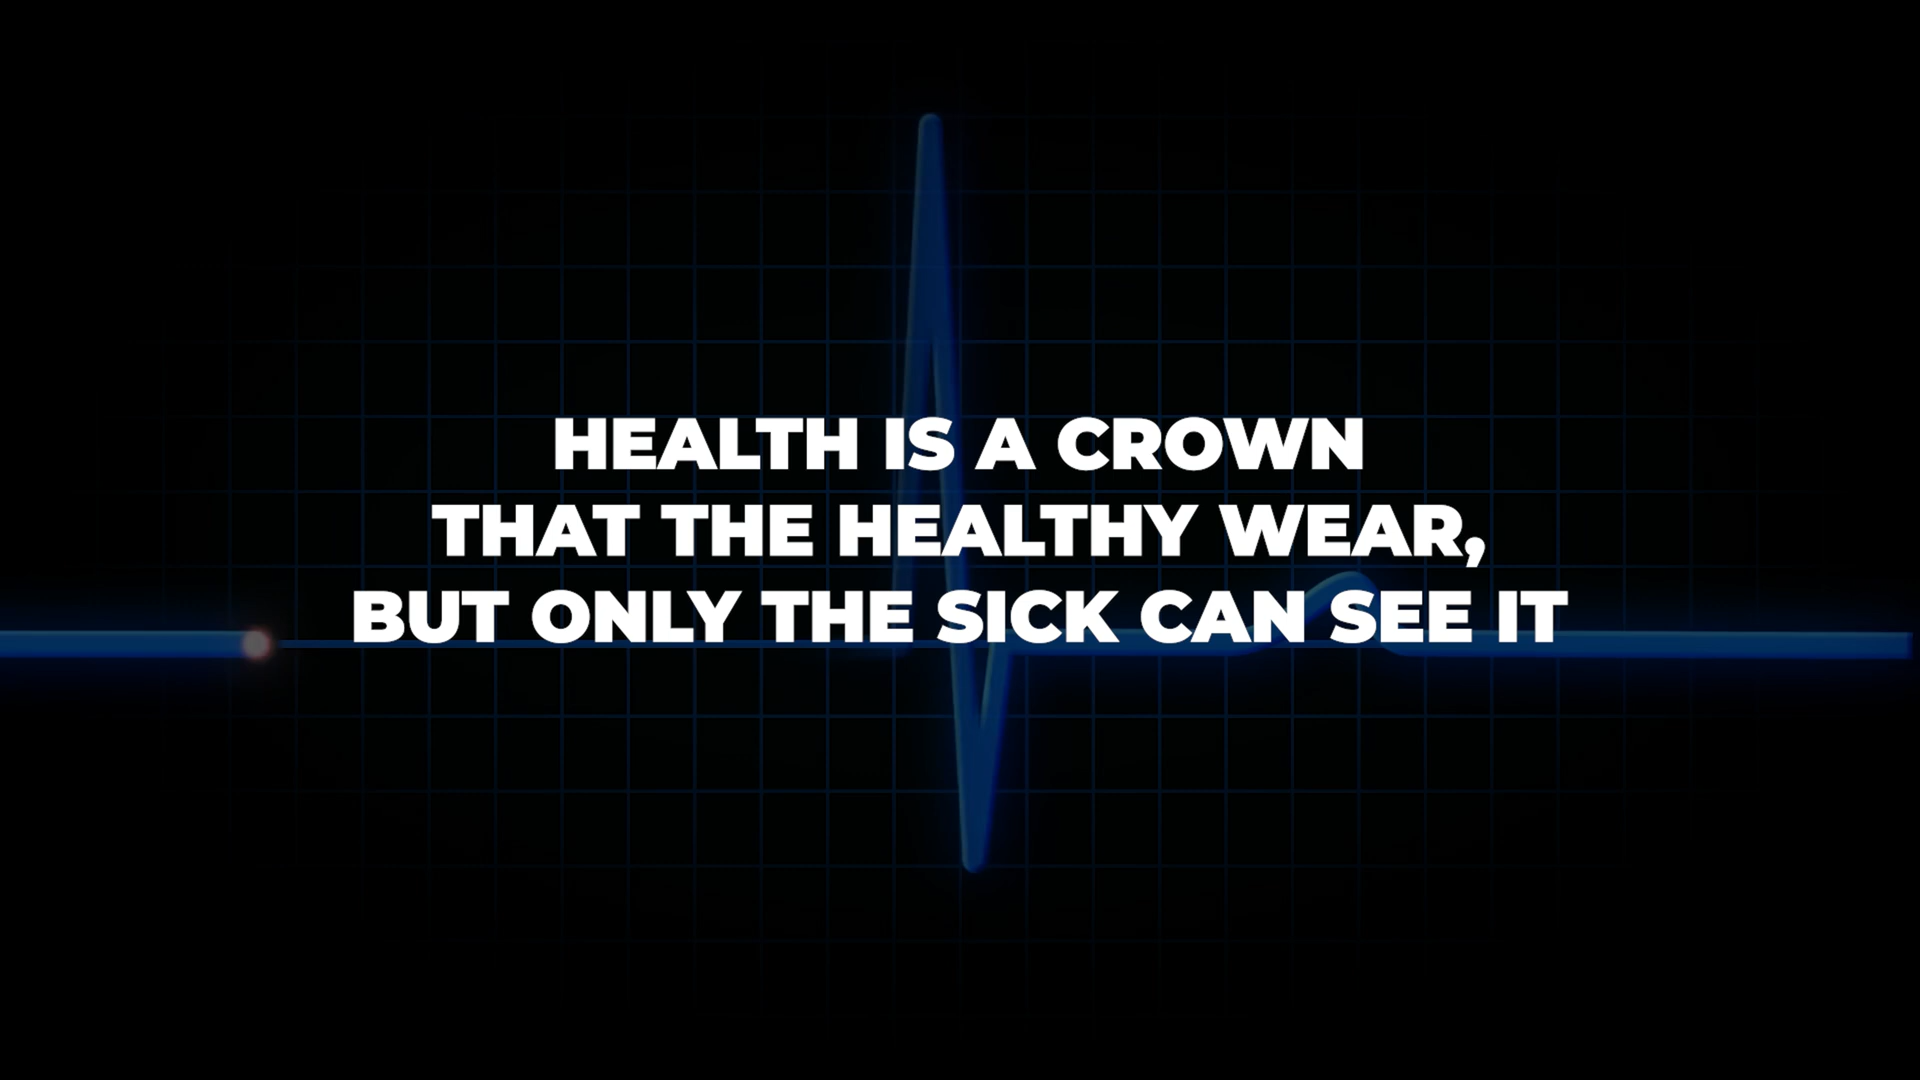 HEALTH IS A CROWN
THAT THE HEALTHY WEAR,
BUT ONLY THE SICK CAN SEE IT